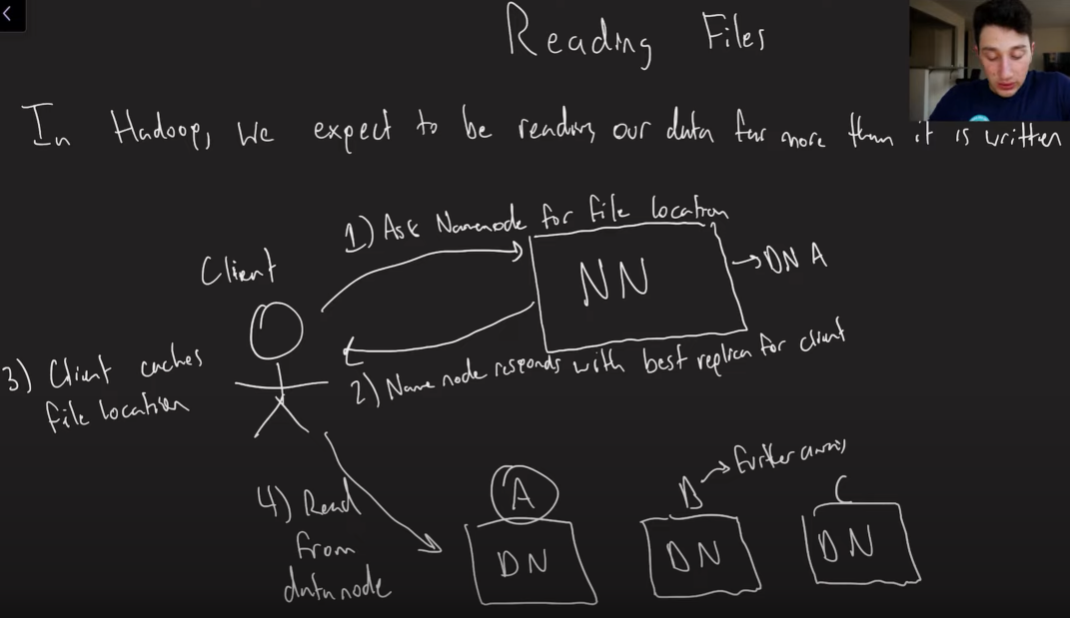 Reading Files
In Hadoop, we expect to be reading our data far more than it is written
1) Ask Namenode for file location
Client
NN
→DN A
3) Client caches
file location
2) Name node responds with best replica for client
4) Read
from
datanode
A
B
→further away
C
DN
DN
DN